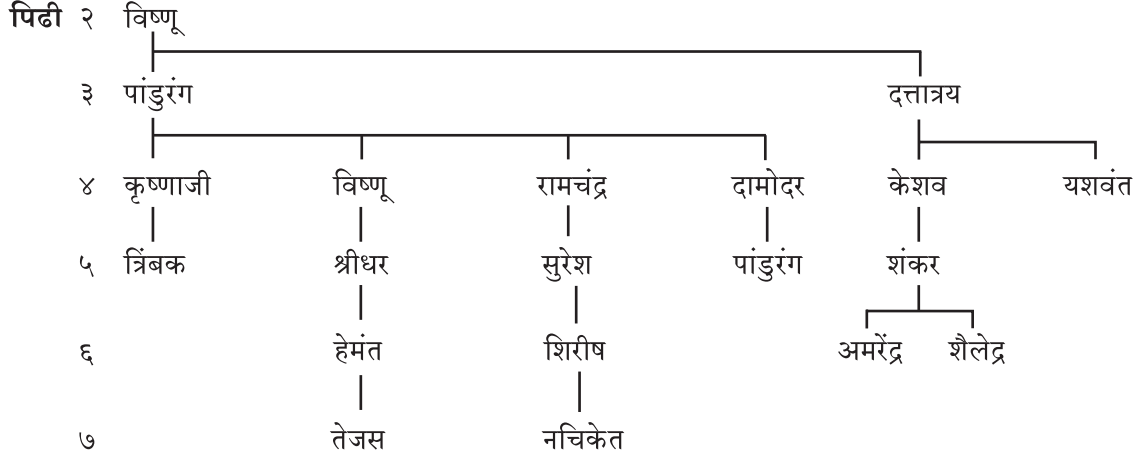 पिढी २ विष्णू
३ पांडुरंग दत्तात्रय
४ कृष्णाजी विष्णू रामचंद्र दामोदर केशव यशवंत
५ त्रिंबक श्रीधर सुरेश पांडुरंग शंकर
६ हेमंत शिरीष अमरेंद्र शैलेद्र
७ तेजस नचिकेत